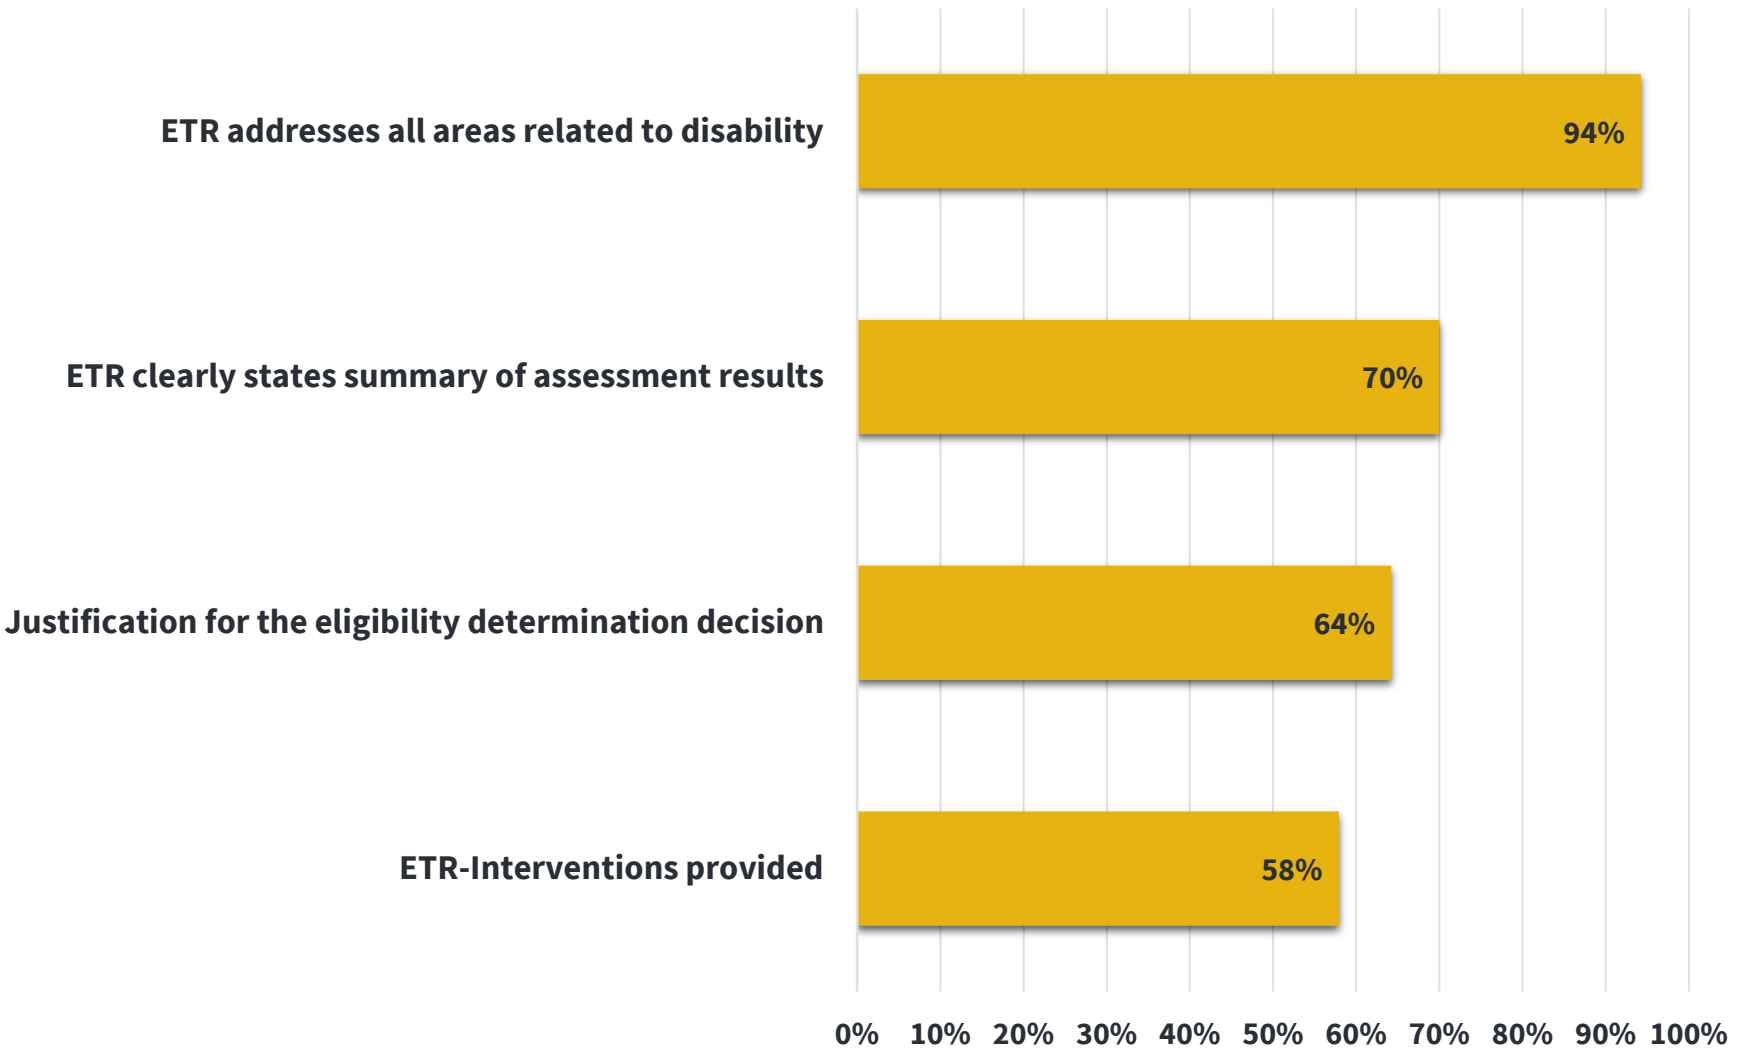 ETR addresses all areas related to disability
94%
ETR clearly states summary of assessment results
70%
Justification for the eligibility determination decision
64%
ETR-Interventions provided
58%
0% 10% 20% 30% 40% 50% 60% 70% 80% 90% 100%